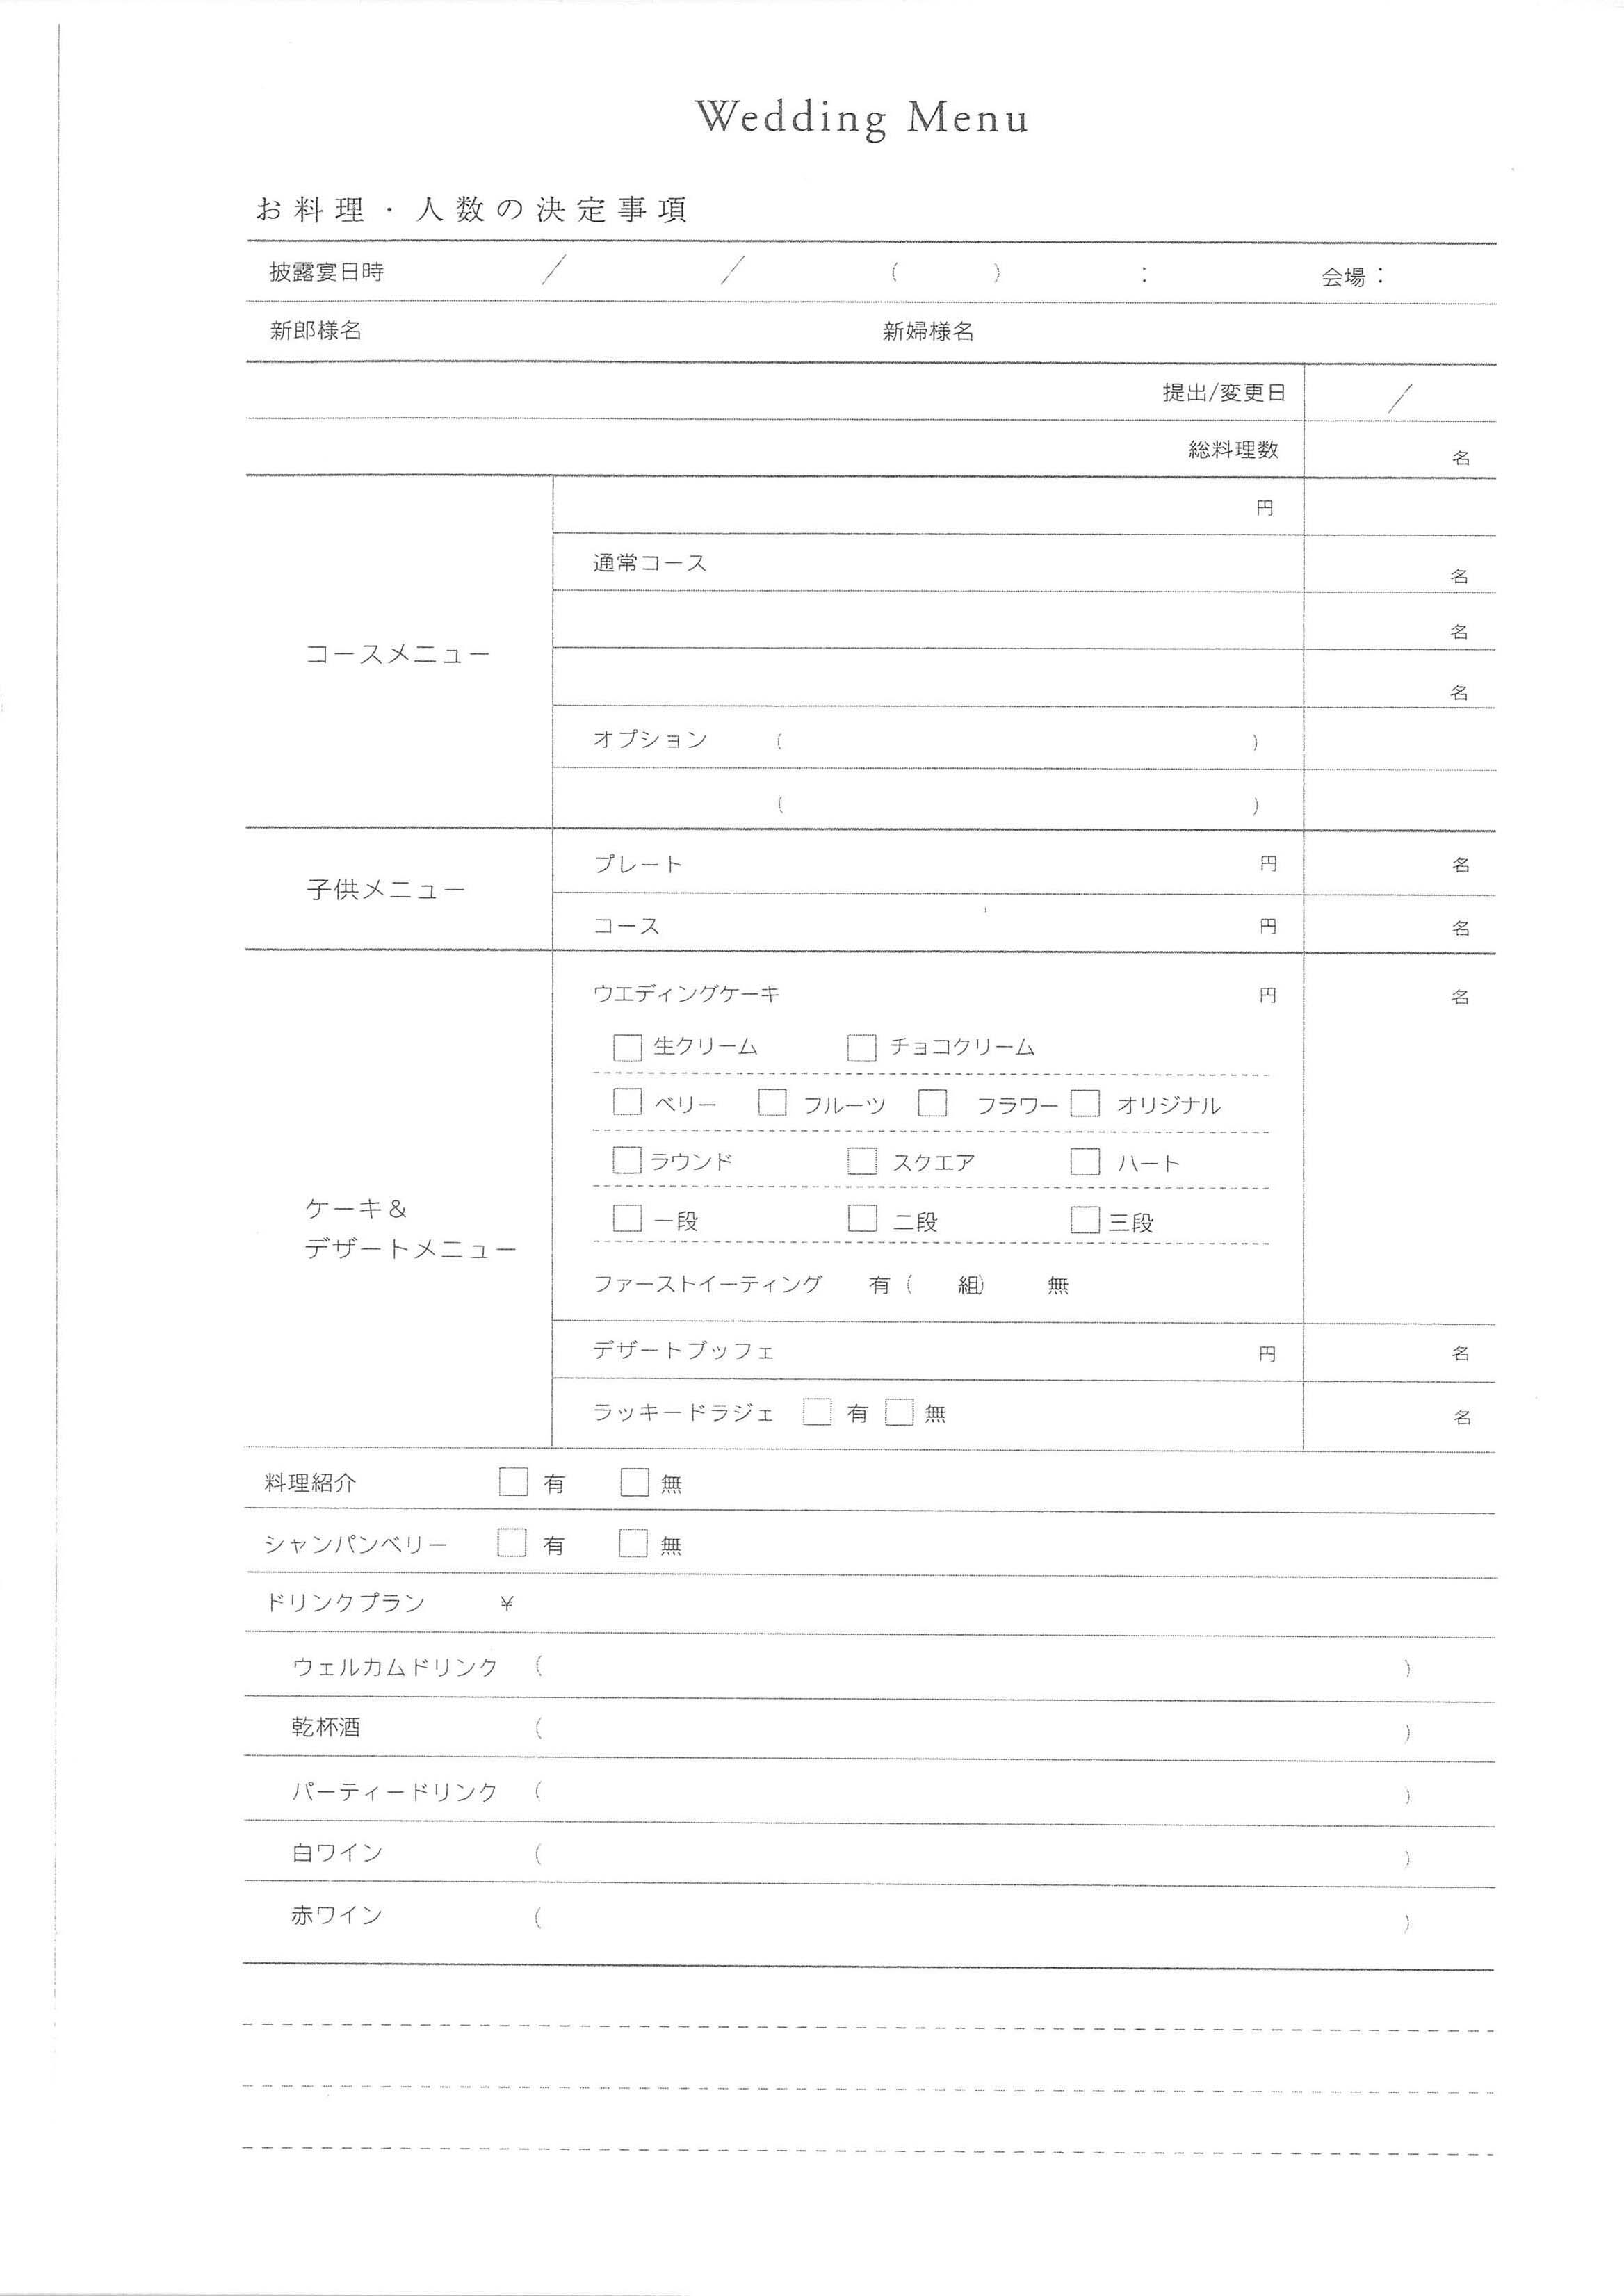 Wedding Menu
お料理・人数の決定事項
披露宴日時 / / ( ) : 会場：
新郎様名 新婦様名
提出/変更日 /
総料理数 名
円
通常コース 名
コースメニュー 名
名
オプション ( )
( )
子供メニュー
プレート 円 名
コース 円 名
ウエディングケーキ 円 名
□ 生クリーム □ チョコクリーム
□ ベリー □ フルーツ □ フラワー □ オリジナル
□ ラウンド □ スクエア □ ハート
ケーキ＆
デザートメニュー
□ 一段 □ 二段 □ 三段
ファーストイーティング 有 ( 組) 無
デザートブッフェ 円 名
ラッキードラジェ □ 有 □ 無 名
料理紹介 □ 有 □ 無
シャンパンベリー □ 有 □ 無
ドリンクプラン ¥
ウェルカムドリンク ( )
乾杯酒 ( )
パーティードリンク ( )
白ワイン ( )
赤ワイン ( )